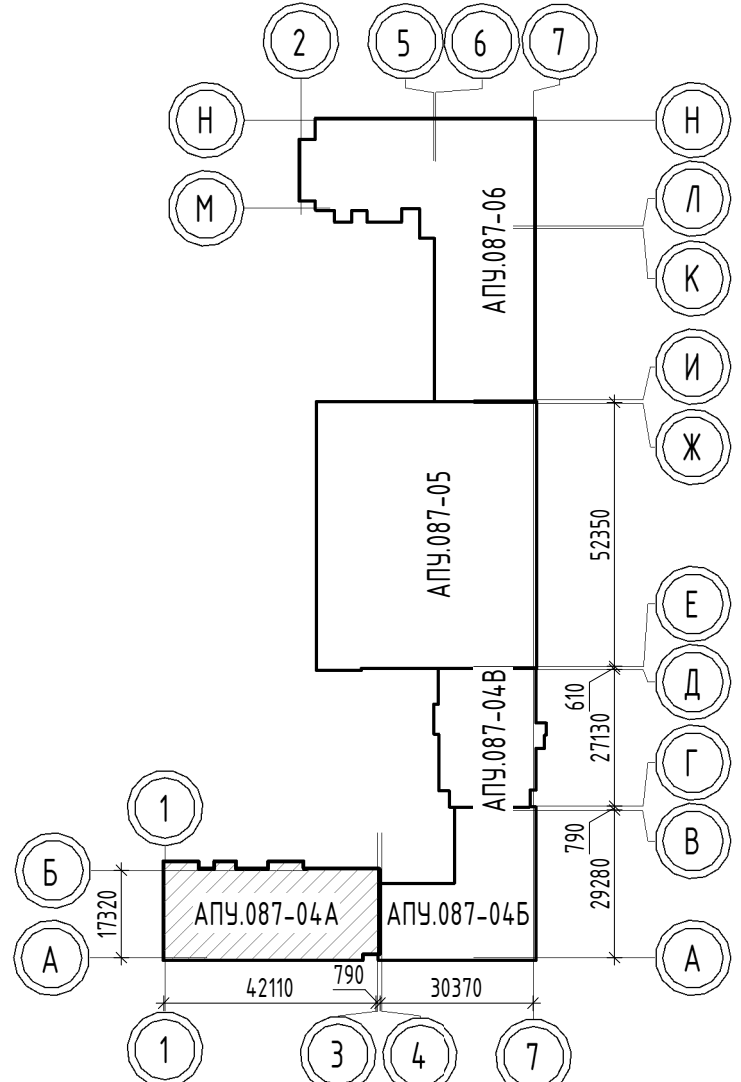 2
5
6
7
Н
Н
М
Л
АПУ.087-06
К
И
Ж
АПУ.087-05
52350
Е
Д
610
АПУ.087-04В
27130
Г
1
В
790
Б
29280
17320
АПУ.087-04А
АПУ.087-04Б
А
А
42110
790
30370
1
3
4
7